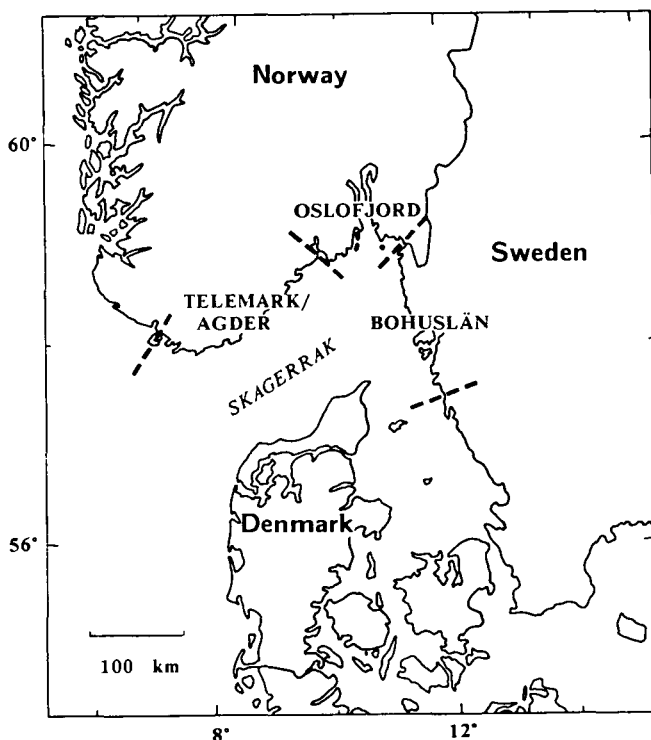 Norway
60°
OSLOFJORD
Sweden
TELEMARK/
AGDER
BOHUSLÄN
SKAGERRAK
Denmark
56°
100 km
8°
12°